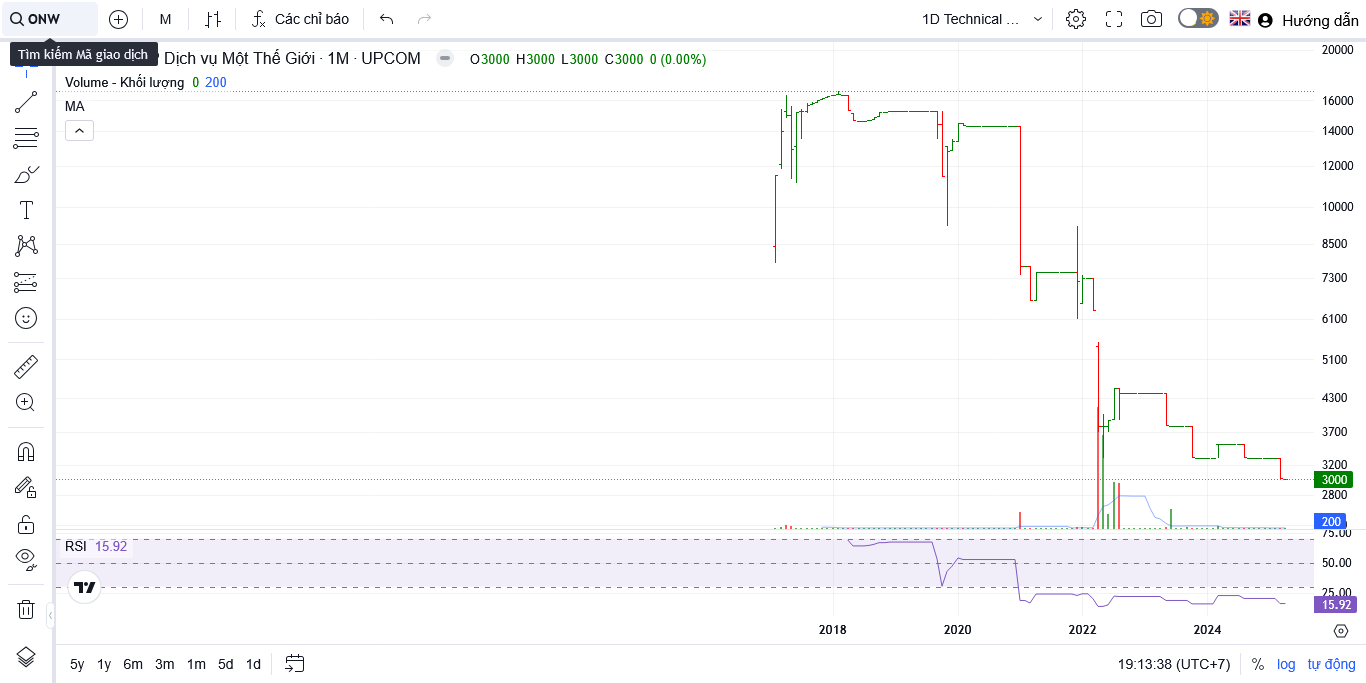 ONW
M
Các chỉ báo
1D Technical ...
Hướng dẫn
Tìm kiếm Mã giao dịch
Dịch vụ Một Thế Giới · 1M · UPCOM
O3000 H3000 L3000 C3000 0 (0.00%)
Volume - Khối lượng 0 200
MA
20000
16000
14000
12000
10000
8500
7300
6100
5100
4300
3700
3200
3000
2800
200
75.00
RSI 15.92
50.00
25.00
15.92
2018 2020 2022 2024
5y 1y 6m 3m 1m 5d 1d
19:13:38 (UTC+7) % log tự động